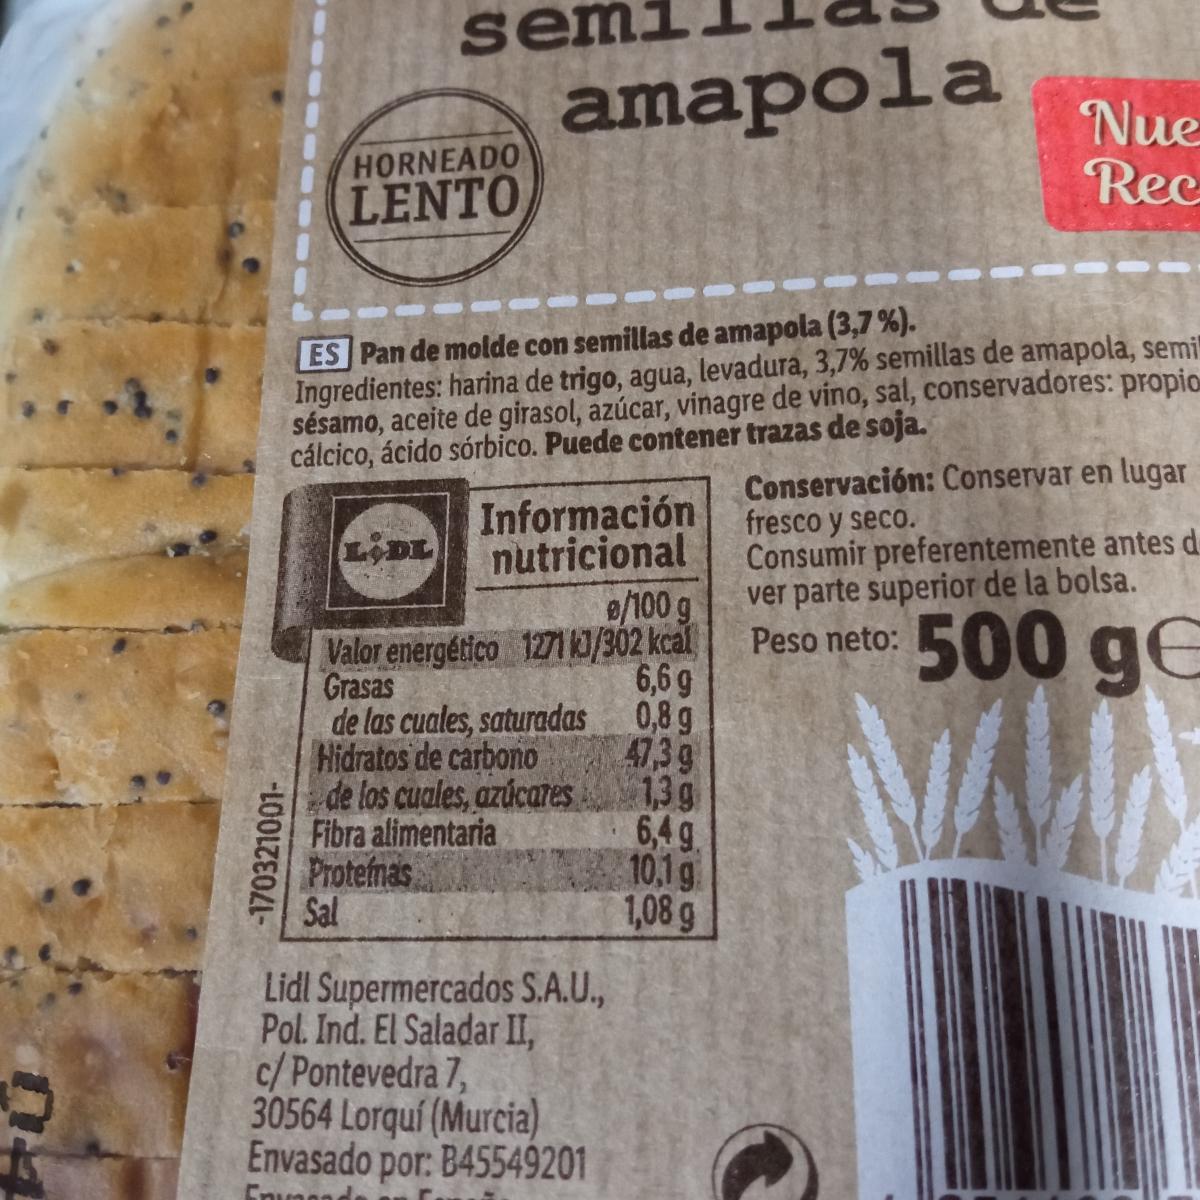 semillas de
amapola
HORNEADO
LENTO
Nue
Rec
ES Pan de molde con semillas de amapola (3,7 %).
Ingredientes: harina de trigo, agua, levadura, 3,7% semillas de amapola, semil
sésamo, aceite de girasol, azúcar, vinagre de vino, sal, conservadores: propio
cálcico, ácido sórbico. Puede contener trazas de soja.
LIDL
Información
nutricional
ø/100 g
Valor energético 1271 kJ/302 kcal
Grasas 6,6 g
de las cuales, saturadas 0,8 g
Hidratos de carbono 47,3 g
de los cuales, azúcares 1,3 g
Fibra alimentaria 6,4 g
Proteínas 10,1 g
Sal 1,08 g
-170321001-
Conservación: Conservar en lugar
fresco y seco.
Consumir preferentemente antes d
ver parte superior de la bolsa.
Peso neto: 500 g e
Lidl Supermercados S.A.U.,
Pol. Ind. El Saladar II,
c/ Pontevedra 7,
30564 Lorquí (Murcia)
Envasado por: B45549201